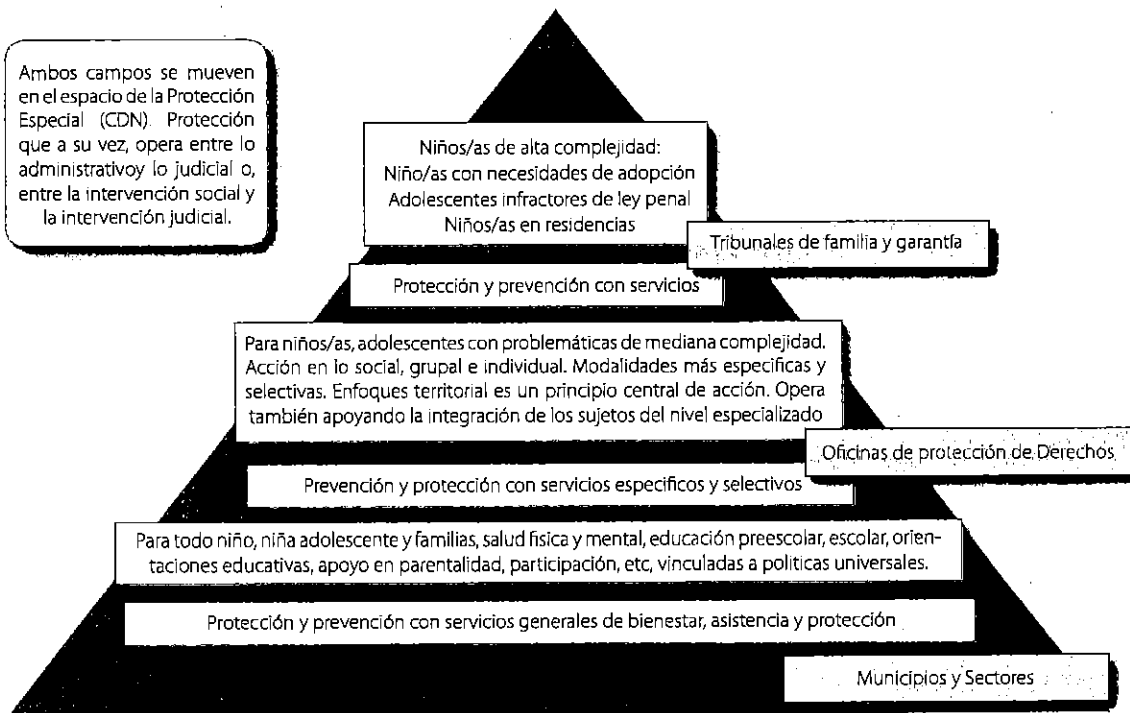 Ambos campos se mueven
en el espacio de la Protección
Especial (CDN). Protección
que a su vez, opera entre lo
administrativoy lo judicial o,
entre la intervención social y
la intervención judicial.
Niños/as de alta complejidad:
Niño/as con necesidades de adopción
Adolescentes infractores de ley penal
Niños/as en residencias
Tribunales de familia y garantía
Protección y prevención con servicios
Para niños/as, adolescentes con problemáticas de mediana complejidad.
Acción en lo social, grupal e individual. Modalidades más especificas y
selectivas. Enfoques territorial es un principio central de acción. Opera
también apoyando la integración de los sujetos del nivel especializado
Oficinas de protección de Derechos
Prevención y protección con servicios especificos y selectivos
Para todo niño, niña adolescente y familias, salud fisica y mental, educación preescolar, escolar, orien-
taciones educativas, apoyo en parentalidad, participación, etc, vinculadas a politicas universales.
Protección y prevención con servicios generales de bienestar, asistencia y protección
Municipios y Sectores